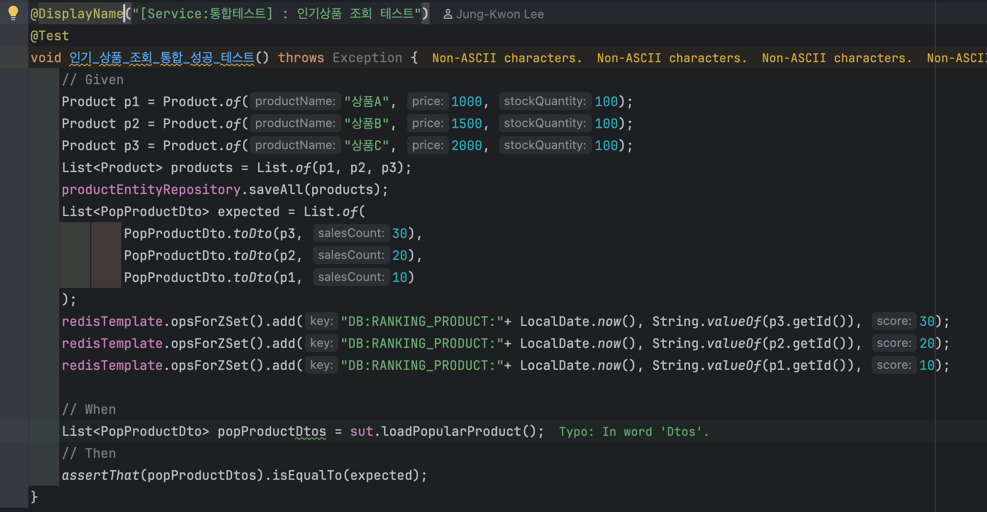 @DisplayName("[Service:통합테스트] : 인기상품 조회 테스트") Jung-Kwon Lee
@Test
void 인기_상품_조회_통합_성공_테스트() throws Exception { Non-ASCII characters. Non-ASCII characters. Non-ASCII characters. Non-ASCII
// Given
Product p1 = Product.of( productName: "상품A", price: 1000, stockQuantity: 100);
Product p2 = Product.of( productName: "상품B", price: 1500, stockQuantity: 100);
Product p3 = Product.of( productName: "상품C", price: 2000, stockQuantity: 100);
List<Product> products = List.of(p1, p2, p3);
productEntityRepository.saveAll(products);
List<PopProductDto> expected = List.of(
PopProductDto.toDto(p3, salesCount: 30),
PopProductDto.toDto(p2, salesCount: 20),
PopProductDto.toDto(p1, salesCount: 10)
);
redisTemplate.opsForZSet().add( key: "DB:RANKING_PRODUCT:"+ LocalDate.now(), String.valueOf(p3.getId()), score: 30);
redisTemplate.opsForZSet().add( key: "DB:RANKING_PRODUCT:"+ LocalDate.now(), String.valueOf(p2.getId()), score: 20);
redisTemplate.opsForZSet().add( key: "DB:RANKING_PRODUCT:"+ LocalDate.now(), String.valueOf(p1.getId()), score: 10);
// When
List<PopProductDto> popProductDtos = sut.loadPopularProduct(); Typo: In word 'Dtos'.
// Then
assertThat(popProductDtos).isEqualTo(expected);
}